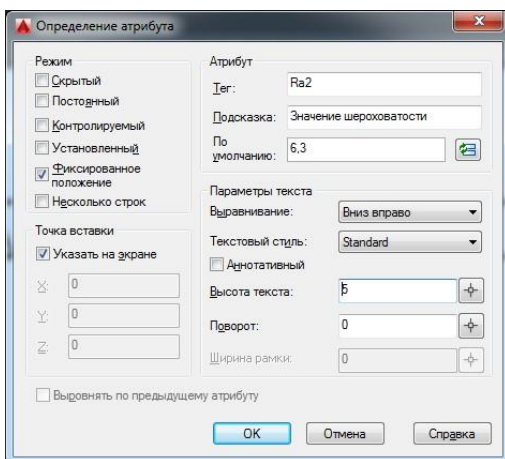 Определение атрибута
Режим
Скрытый
Постоянный
Контролируемый
Установленный
Фиксированное
положение
Несколько строк
Точка вставки
Указать на экране
X: 0
Y: 0
Z: 0
Атрибут
Тег: Ra2
Подсказка: Значение шероховатости
По
умолчанию: 6,3
Параметры текста
Выравнивание: Вниз вправо
Текстовый стиль: Standard
Аннотативный
Высота текста: 5
Поворот: 0
Ширина рамки: 0
Выровнять по предыдущему атрибуту
OK Отмена Справка